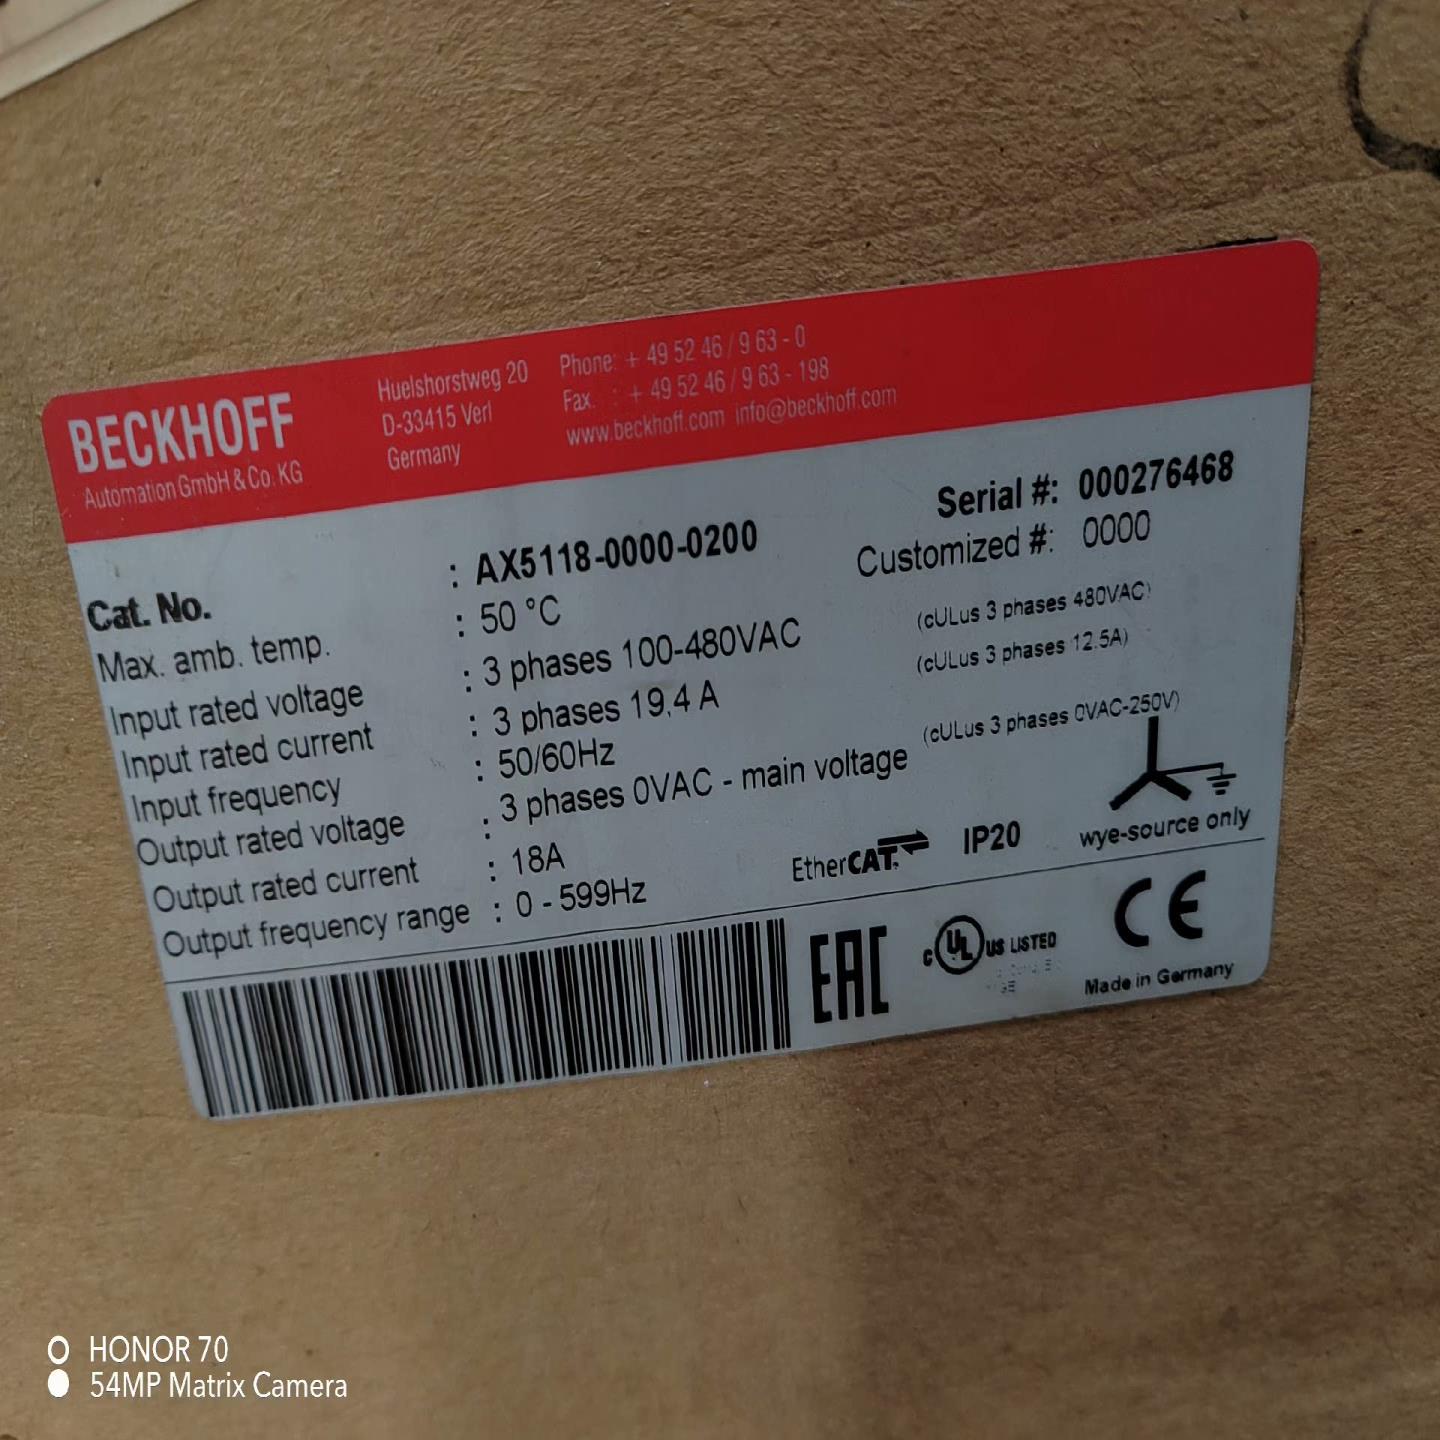 BECKHOFF
Automation GmbH & Co. KG
Huelshorstweg 20
D-33415 Verl
Germany
Phone: + 49 52 46 / 9 63 - 0
Fax. : + 49 52 46 / 9 63 - 198
www.beckhoff.com info@beckhoff.com
Serial #: 000276468
Customized #: 0000
Cat. No. : AX5118-0000-0200
Max. amb. temp. : 50 °C
Input rated voltage : 3 phases 100-480VAC (cULus 3 phases 480VAC)
Input rated current : 3 phases 19,4 A (cULus 3 phases 12.5A)
Input frequency : 50/60Hz
Output rated voltage : 3 phases 0VAC - main voltage (cULus 3 phases 0VAC-250V)
Output rated current : 18A
Output frequency range : 0 - 599Hz
EtherCAT. IP20
wye-source only
EAC
c UL us LISTED
CE
Made in Germany
HONOR 70
54MP Matrix Camera